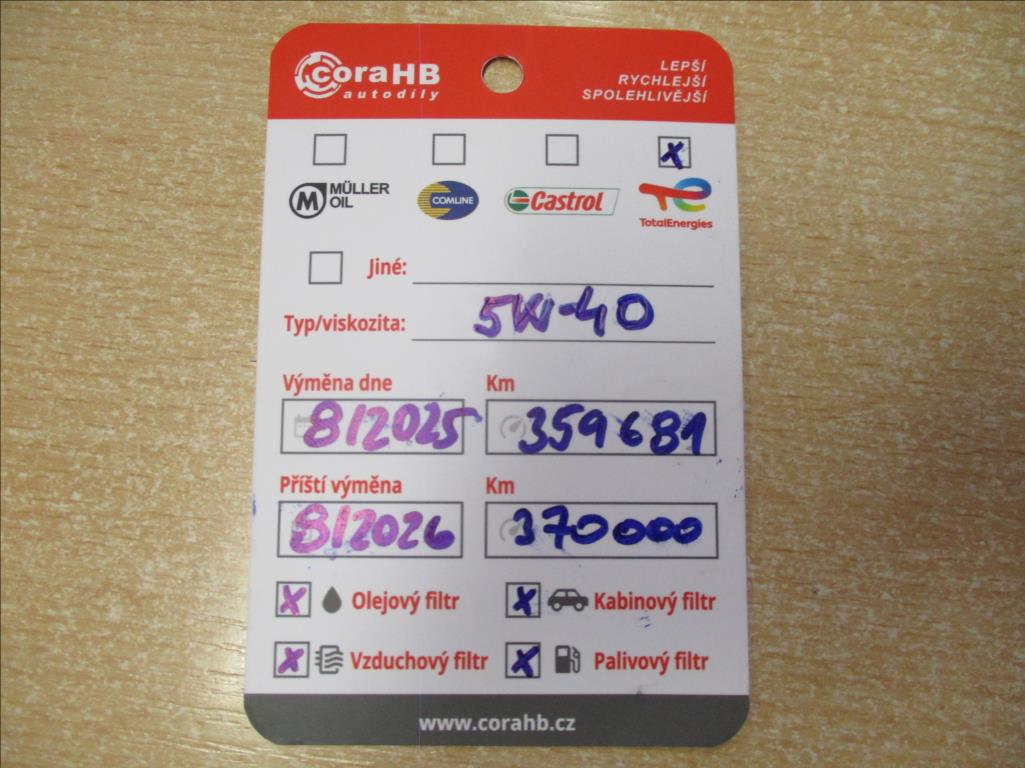 coraHB
autodíly
LEPŠÍ
RYCHLEJŠÍ
SPOLEHLIVĚJŠÍ
X
M MÜLLER OIL
COMLINE
Castrol
TotalEnergies
Jiné:
Typ/viskozita: 5W-40
Výměna dne Km
8/2025 359681
Příští výměna Km
8/2026 370000
X Olejový filtr X Kabinový filtr
X Vzduchový filtr X Palivový filtr
www.corahb.cz